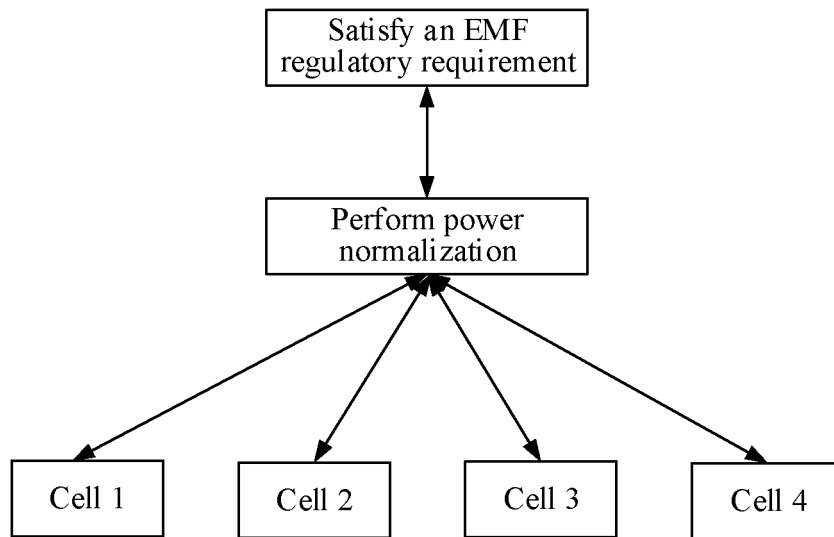 Satisfy an EMF
regulatory requirement
Perform power
normalization
Cell 1
Cell 2
Cell 3
Cell 4